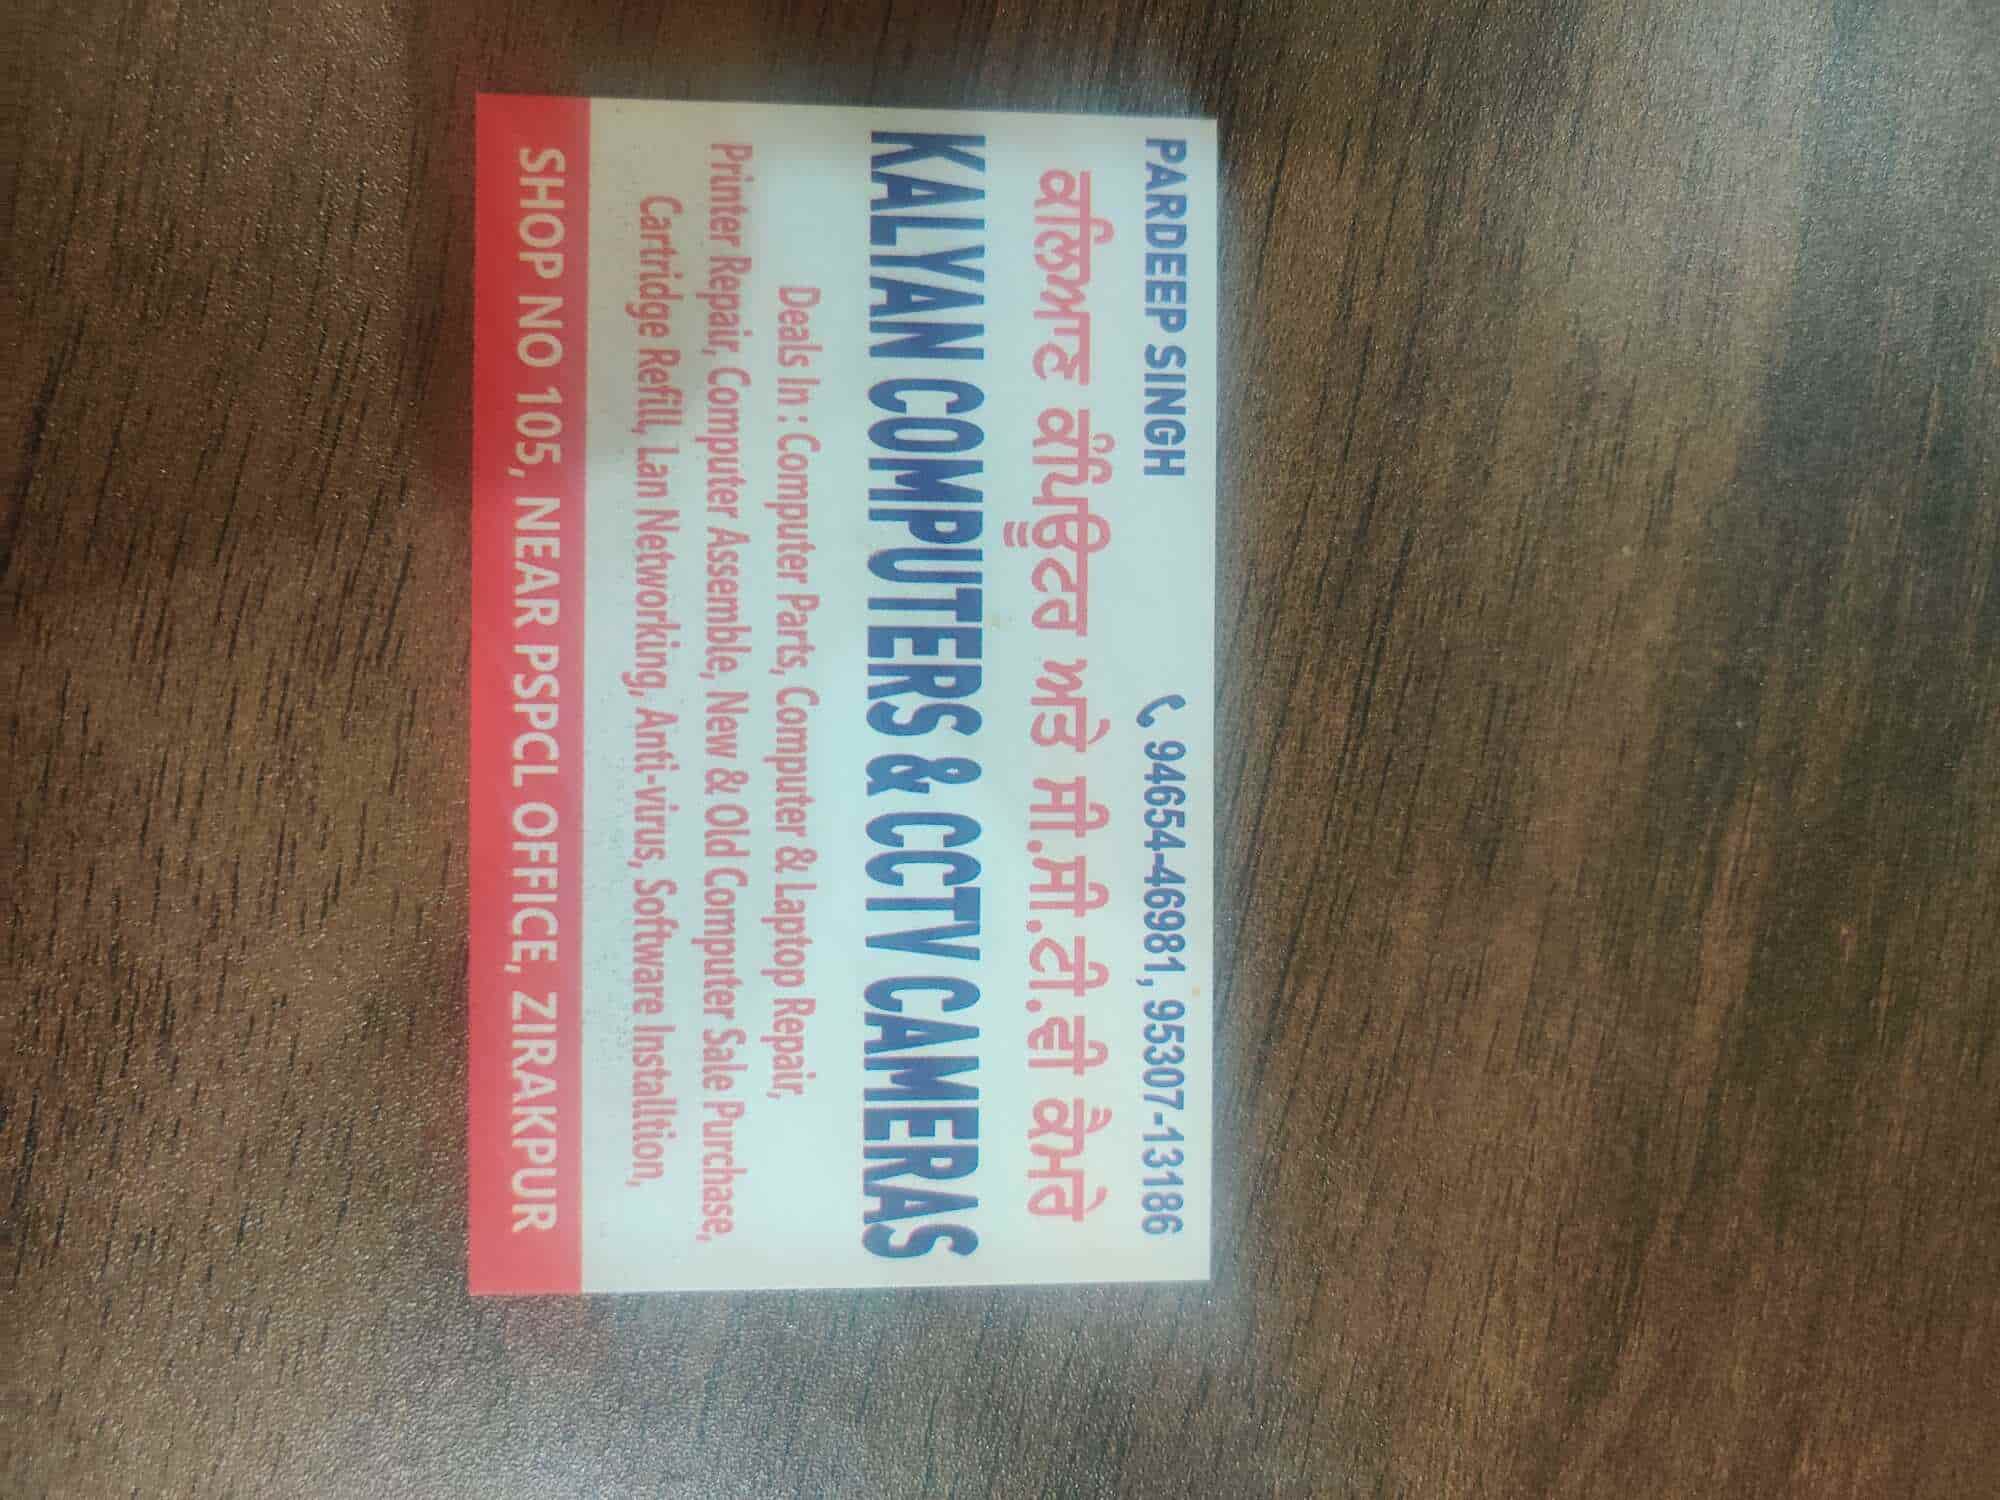 PARDEEP SINGH 94654-46981, 95307-13186
ਕਲਿਆਣ ਕੰਪਿਊਟਰ ਅਤੇ ਸੀ.ਸੀ.ਟੀ.ਵੀ ਕੈਮਰੇ
KALYAN COMPUTERS & CCTV CAMERAS
Deals In : Computer Parts, Computer & Laptop Repair,
Printer Repair, Computer Assemble, New & Old Computer Sale Purchase,
Cartridge Refill, Lan Networking, Anti-virus, Software Installtion,
SHOP NO 105, NEAR PSPCL OFFICE, ZIRAKPUR